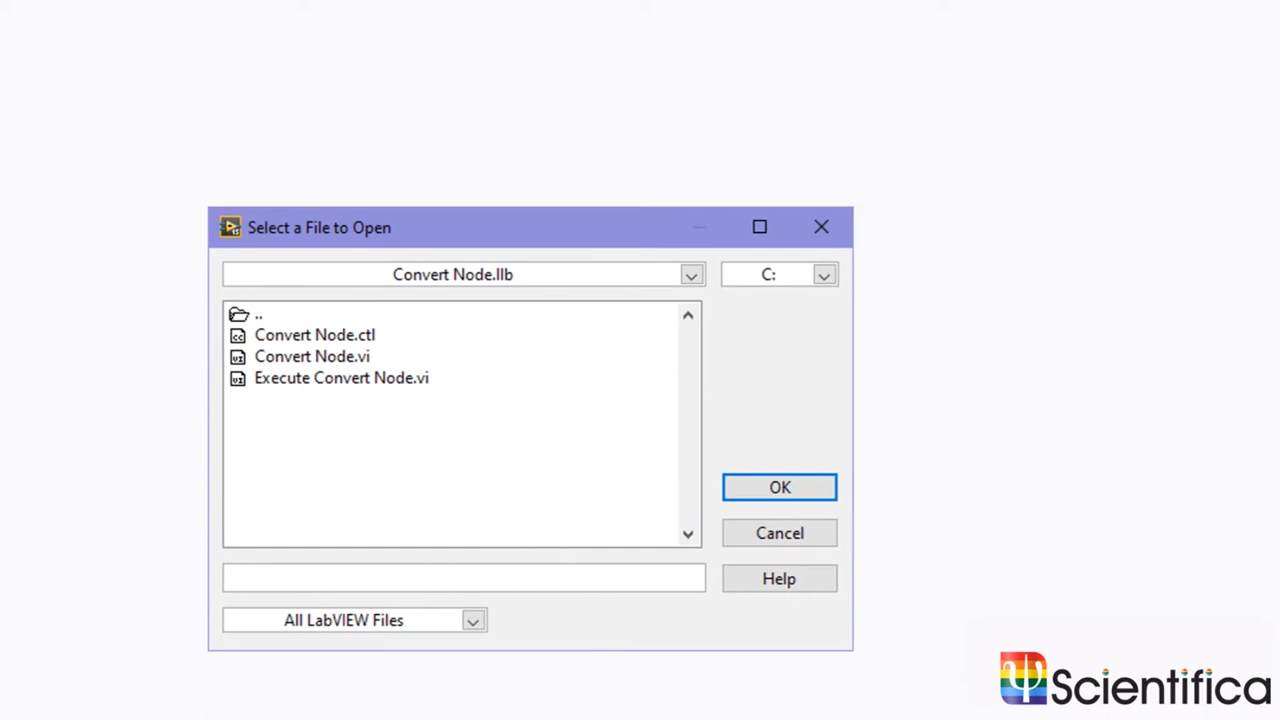 Select a File to Open
Convert Node.llb
C:
..
Convert Node.ctl
Convert Node.vi
Execute Convert Node.vi
OK
Cancel
Help
All LabVIEW Files
ψ Scientifica